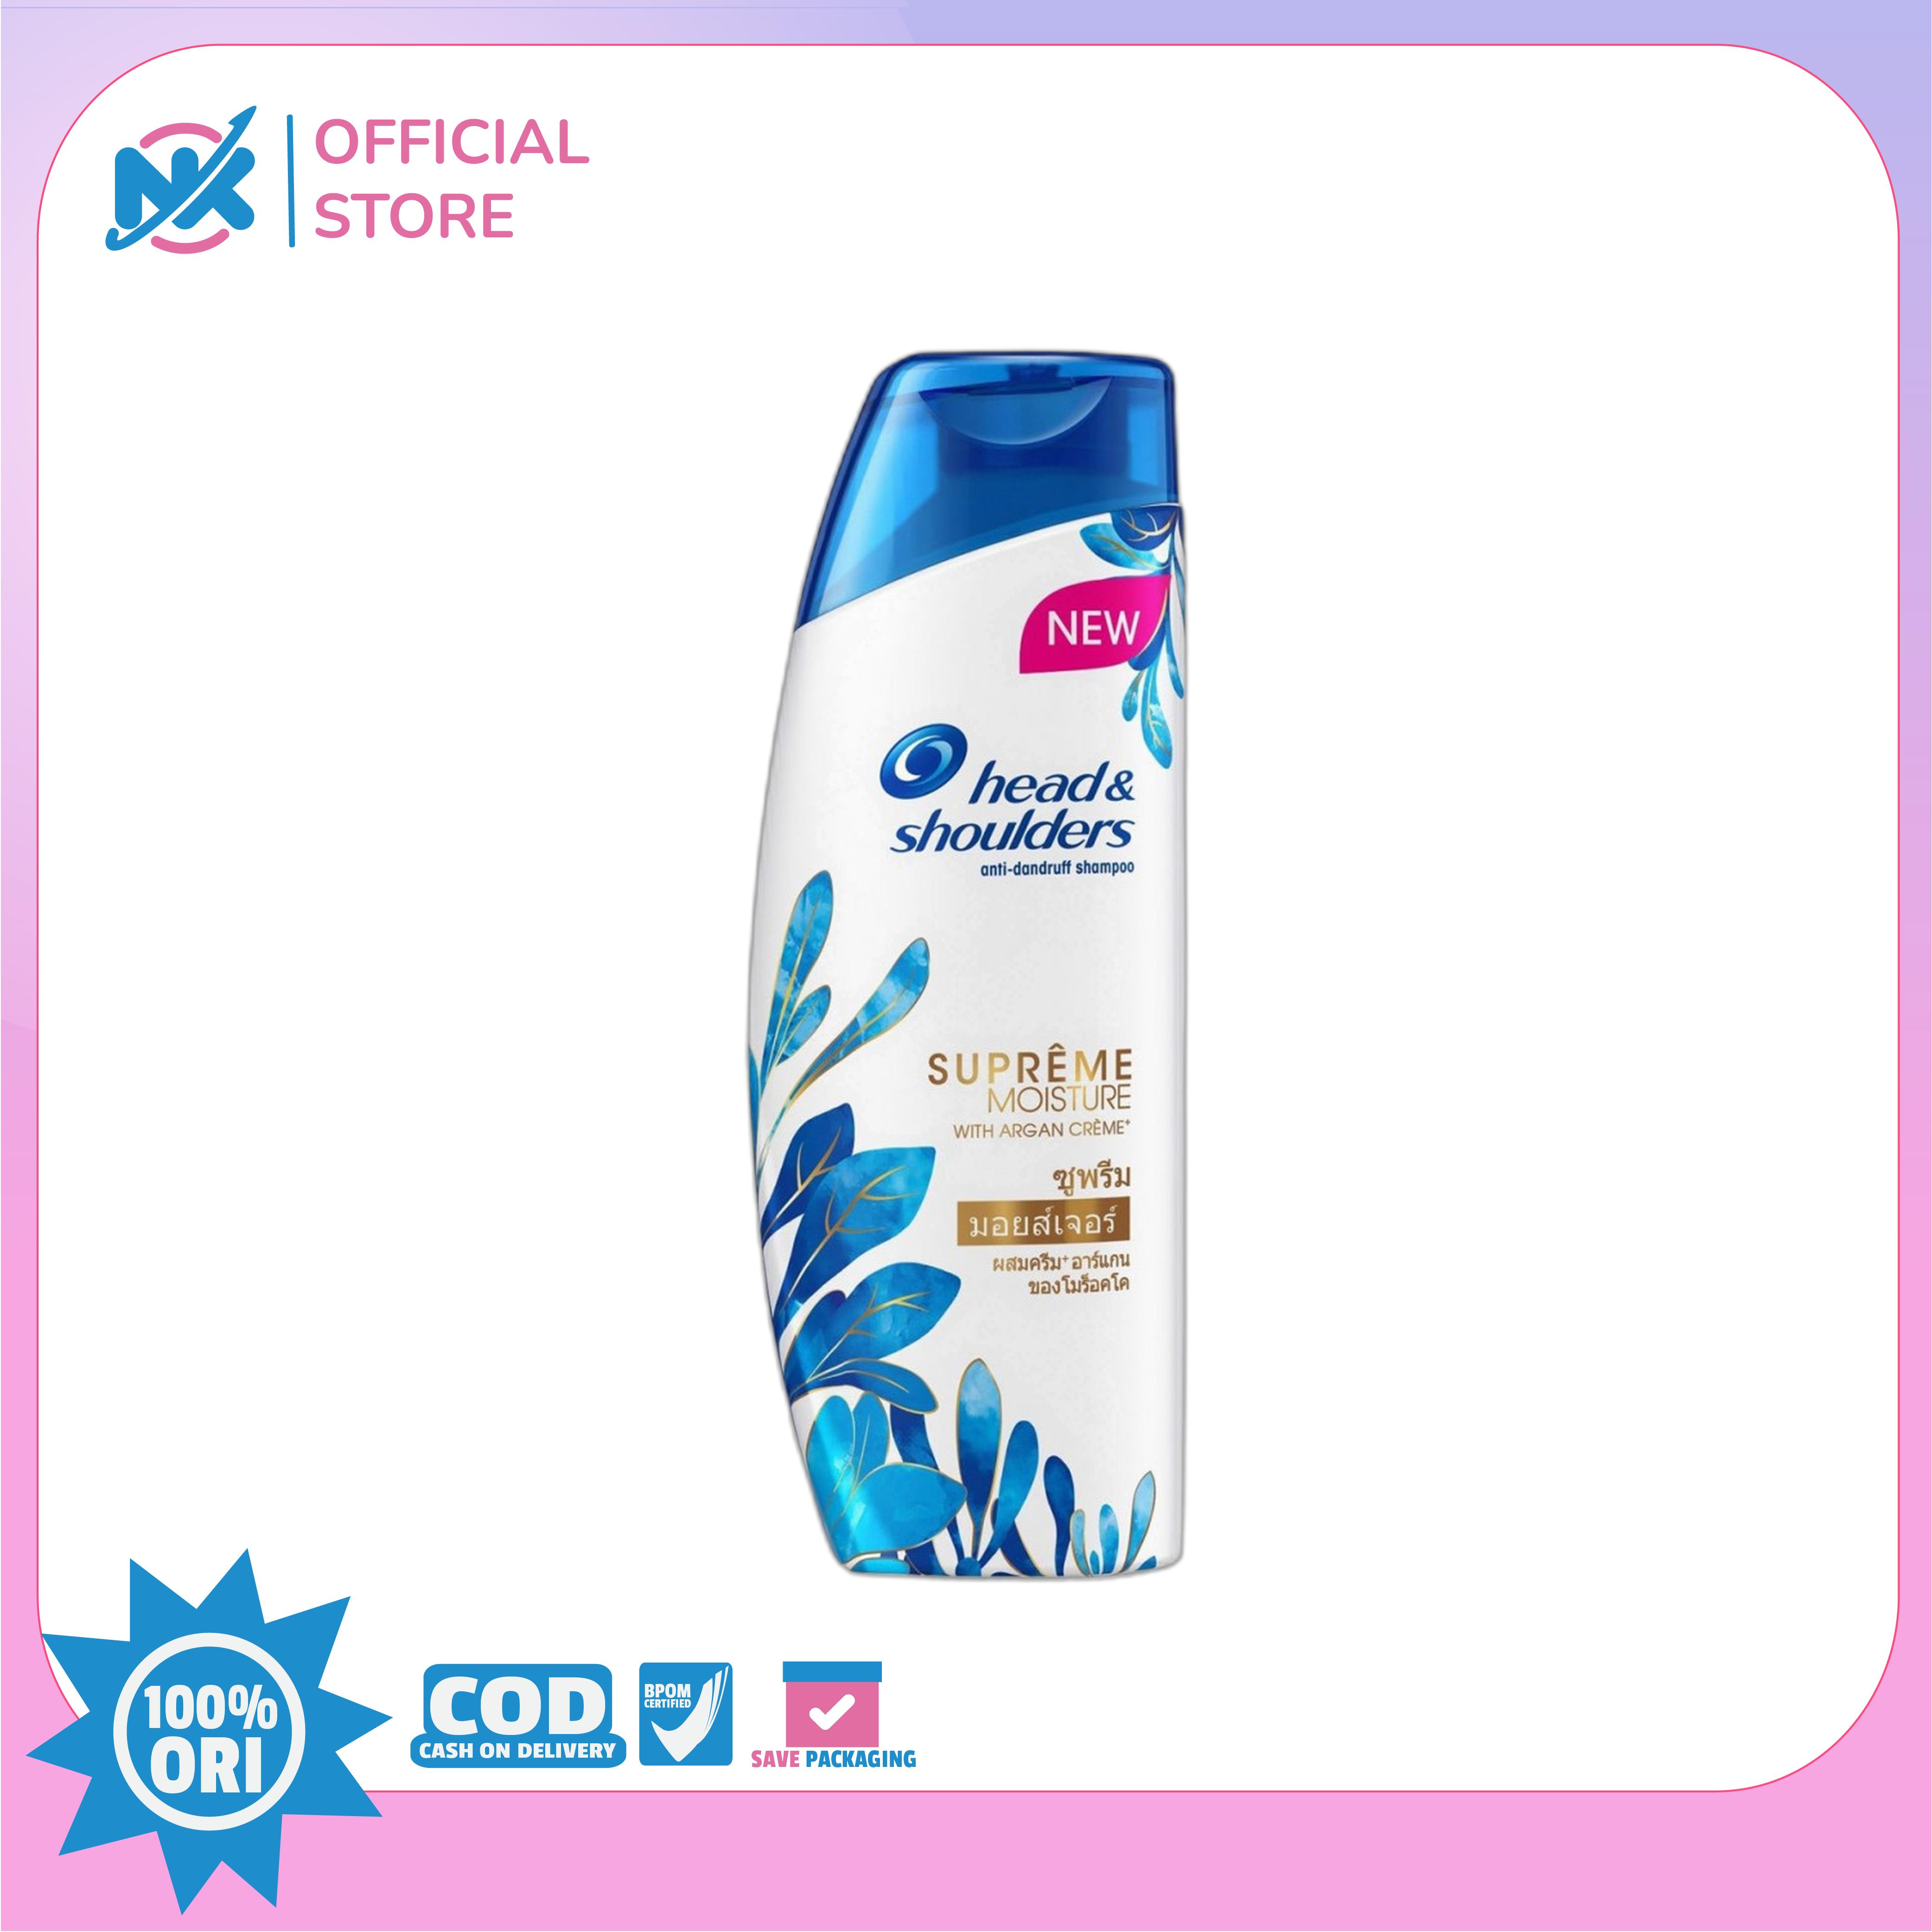 NK
OFFICIAL
STORE
NEW
head &
shoulders
anti-dandruff shampoo
SUPRÊME
MOISTURE
WITH ARGAN CRÈME+
ซูพรีม
มอยส์เจอร์
ผสมครีม+ อาร์แกน
ของโมร็อคโค
100%
ORI
COD
CASH ON DELIVERY
BPOM
CERTIFIED
SAVE PACKAGING